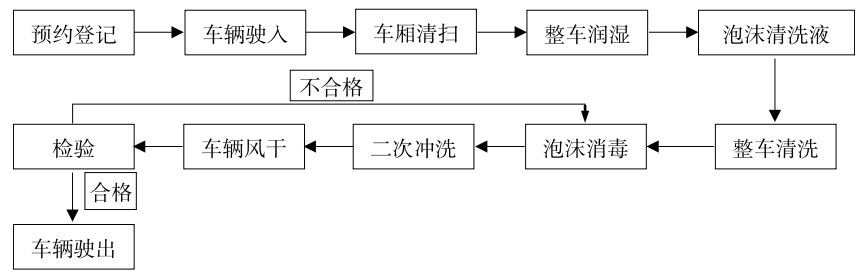 预约登记
车辆驶入
车厢清扫
整车润湿
泡沫清洗液
不合格
检验
车辆风干
二次冲洗
泡沫消毒
整车清洗
合格
车辆驶出